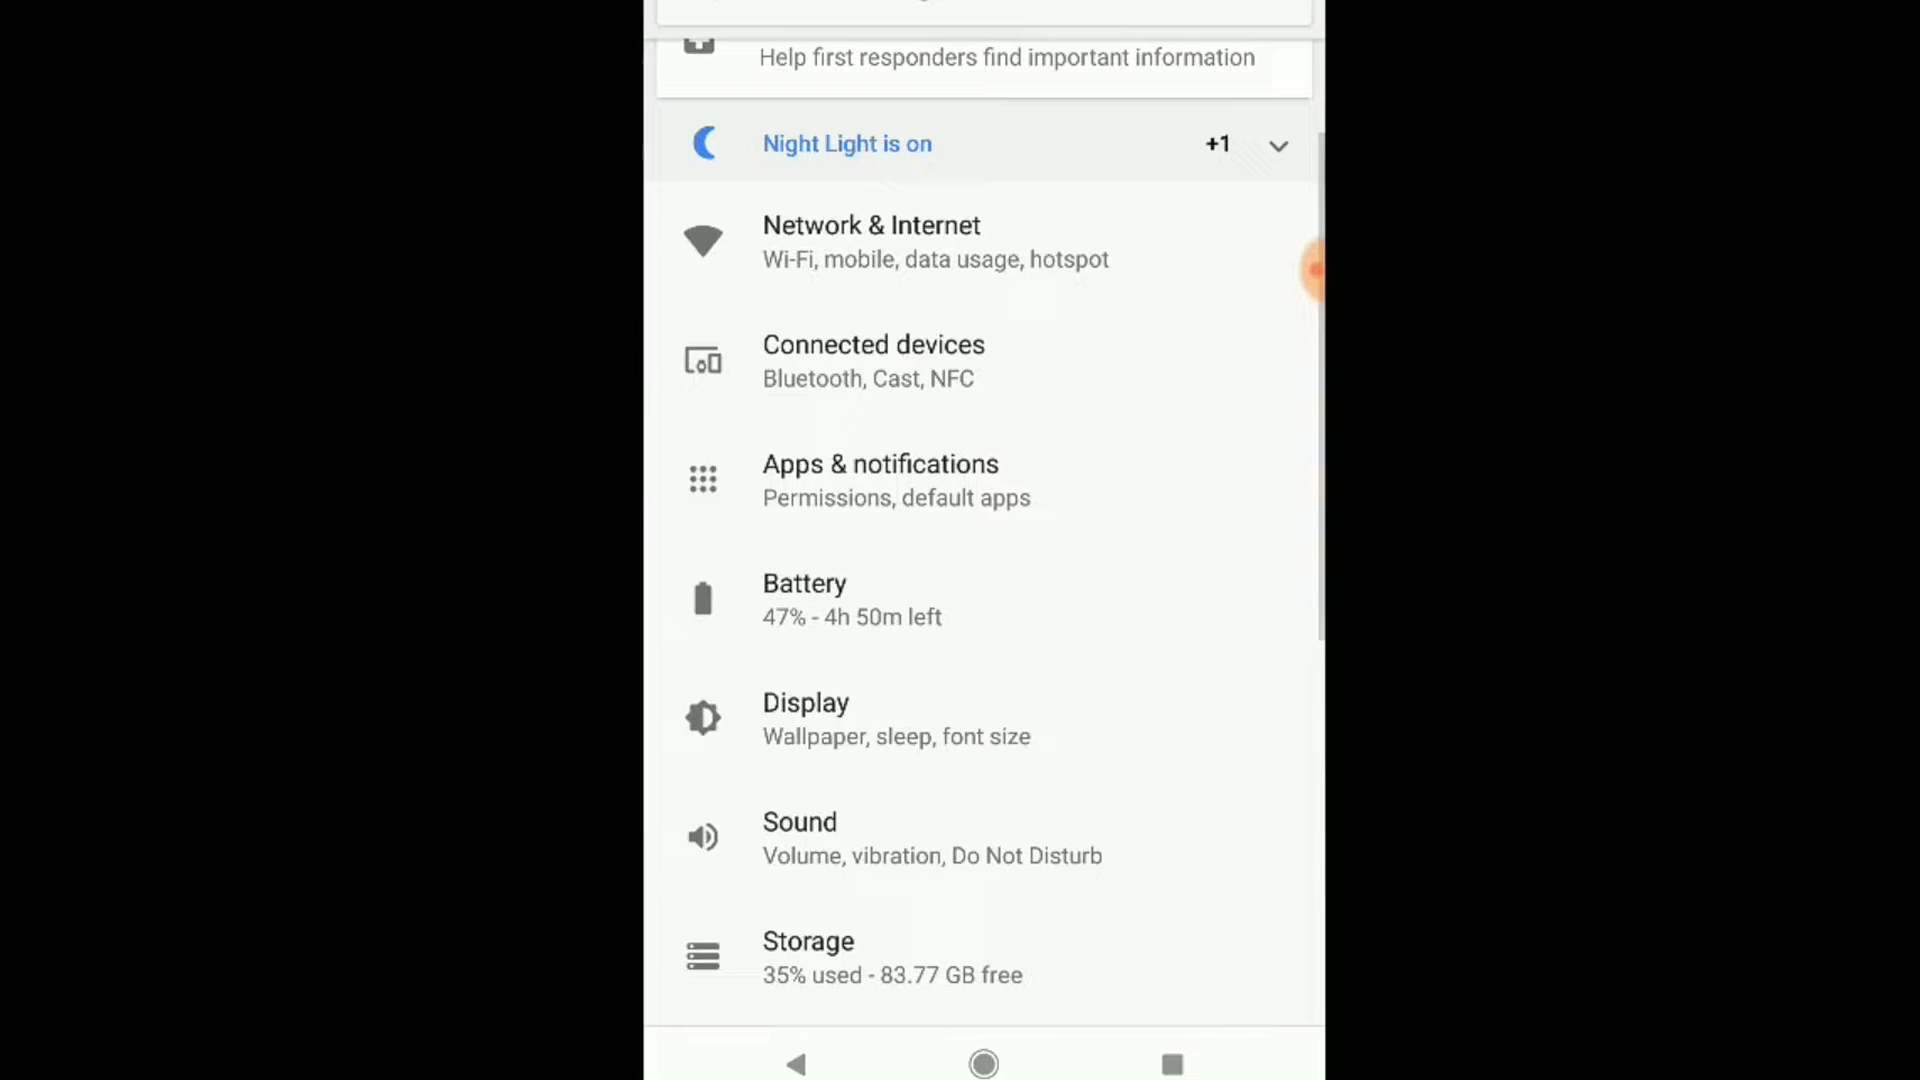 Help first responders find important information
Night Light is on +1
Network & Internet
Wi-Fi, mobile, data usage, hotspot
Connected devices
Bluetooth, Cast, NFC
Apps & notifications
Permissions, default apps
Battery
47% - 4h 50m left
Display
Wallpaper, sleep, font size
Sound
Volume, vibration, Do Not Disturb
Storage
35% used - 83.77 GB free